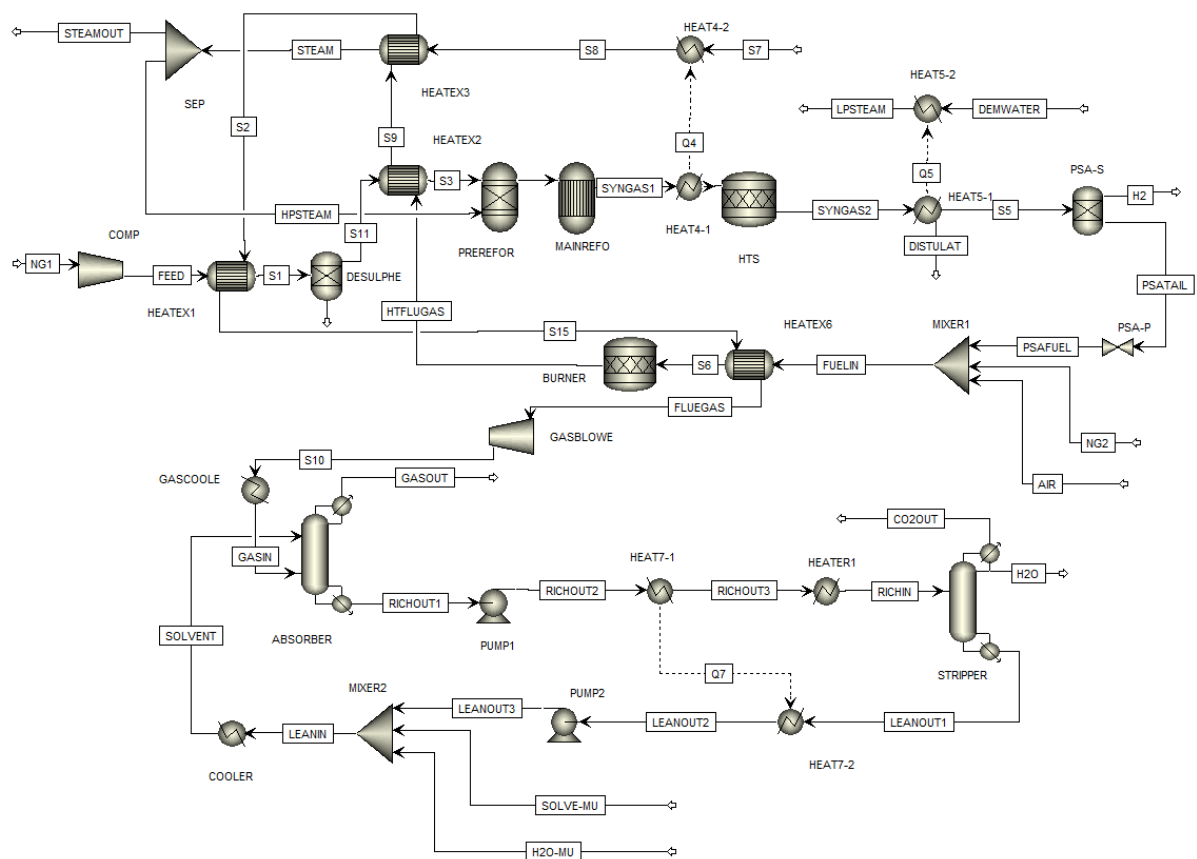 STEAMOUT
SEP
STEAM
HEATEX3
S8
HEAT4-2
S7
HEAT5-2
LPSTEAM
DEMWATER
S2
S9
HEATEX2
Q4
Q5
PSA-S
H2
S3
SYNGAS1
HPSTEAM
S11
PREREFOR
MAINREFO
HEAT4-1
HTS
SYNGAS2
HEAT5-1
S5
DISTULAT
NG1
COMP
FEED
HEATEX1
S1
DESULPHE
PSATAIL
HTFLUGAS
S15
HEATEX6
MIXER1
PSAFUEL
PSA-P
BURNER
S6
FUELIN
FLUEGAS
NG2
GASBLOWE
AIR
S10
GASCOOLE
GASOUT
GASIN
CO2OUT
HEAT7-1
HEATER1
H2O
RICHOUT1
RICHOUT2
RICHOUT3
RICHIN
ABSORBER
PUMP1
STRIPPER
SOLVENT
Q7
MIXER2
PUMP2
LEANOUT3
LEANOUT2
LEANOUT1
LEANIN
COOLER
HEAT7-2
SOLVE-MU
H2O-MU